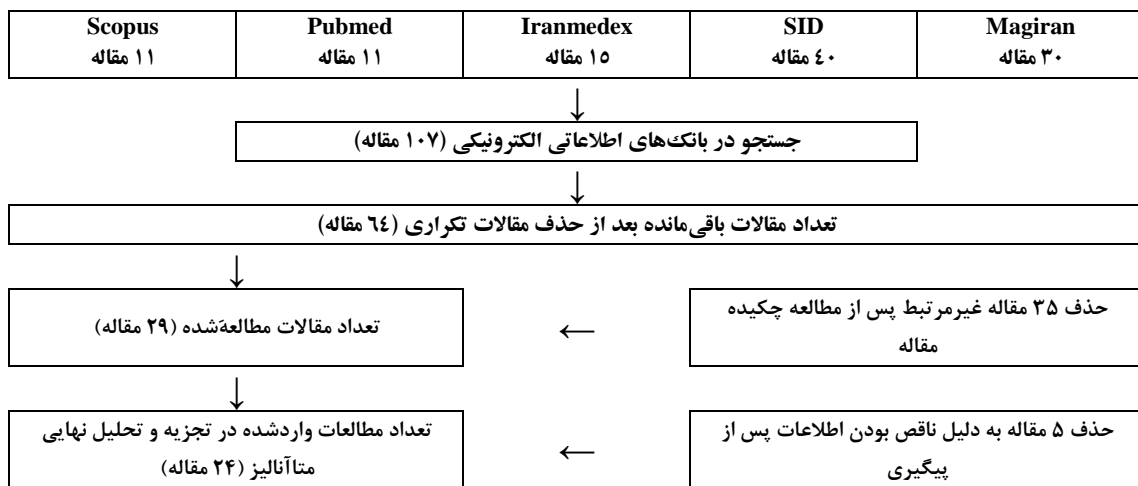 Scopus
۱۱ مقاله
Pubmed
۱۱ مقاله
Iranmedex
۱٥ مقاله
SID
٤۰ مقاله
Magiran
۳۰ مقاله
↓
جستجو در بانک‌های اطلاعاتی الکترونیکی (۱۰۷ مقاله)
↓
تعداد مقالات باقی‌مانده بعد از حذف مقالات تکراری (٦٤ مقاله)
↓
حذف ۳۵ مقاله غیرمرتبط پس از مطالعه چکیده
مقاله
←
تعداد مقالات مطالعه‌شده (۲۹ مقاله)
↓
حذف ۵ مقاله به دلیل ناقص بودن اطلاعات پس از
پیگیری
←
تعداد مطالعات واردشده در تجزیه و تحلیل نهایی
متاآنالیز (۲۴ مقاله)